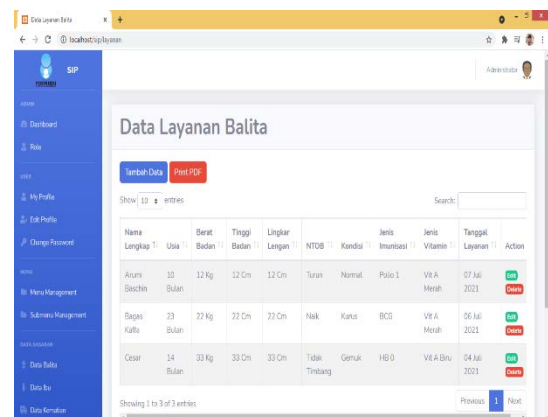 Data Layanan Balita
localhost/sip/layanan
SIP
Administrator
ADMIN
Dashboard
Role
USER
My Profile
Edit Profile
Change Password
MENU
Menu Management
Submenu Management
DATA LAYANAN
Data Balita
Data Ibu
Data Kematian
Data Layanan Balita
Tambah Data Print PDF
Show 10 entries Search:
Nama Lengkap Usia Berat Badan Tinggi Badan Lingkar Lengan NTOB Kondisi Jenis Imunisasi Jenis Vitamin Tanggal Layanan Action
Arumi Baschin 10 Bulan 12 Kg 12 Cm 12 Cm Turun Normal Polio 1 Vit A Merah 07 Juli 2021 Edit Delete
Bagas Kaffa 23 Bulan 22 Kg 22 Cm 22 Cm Naik Kurus BCG Vit A Merah 06 Juli 2021 Edit Delete
Cesar 14 Bulan 33 Kg 33 Cm 33 Cm Tidak Timbang Gemuk HB 0 Vit A Biru 04 Juli 2021 Edit Delete
Showing 1 to 3 of 3 entries
Previous 1 Next